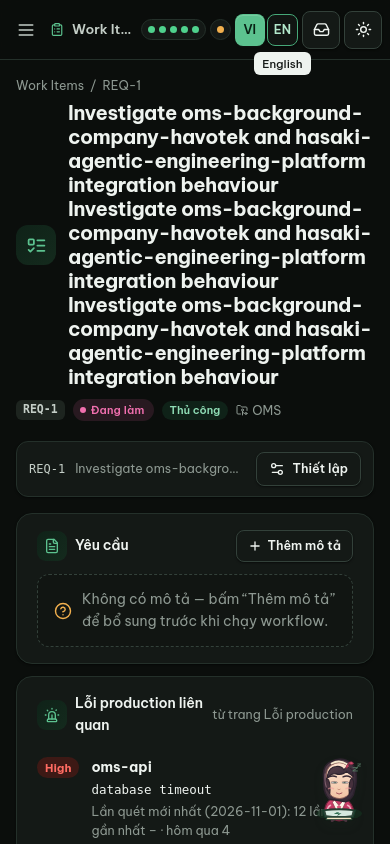 Work It...
VI
EN
English
Work Items / REQ-1
Investigate oms-background-
company-havotek and hasaki-
agentic-engineering-platform
integration behaviour
Investigate oms-background-
company-havotek and hasaki-
agentic-engineering-platform
integration behaviour
Investigate oms-background-
company-havotek and hasaki-
agentic-engineering-platform
integration behaviour
REQ-1
Đang làm
Thủ công
OMS
REQ-1 Investigate oms-backgro...
Thiết lập
Yêu cầu
Thêm mô tả
Không có mô tả — bấm “Thêm mô tả”
để bổ sung trước khi chạy workflow.
Lỗi production liên
quan
từ trang Lỗi production
High
oms-api
database timeout
Lần quét mới nhất (2026-11-01): 12 lần
gần nhất – · hôm qua 4